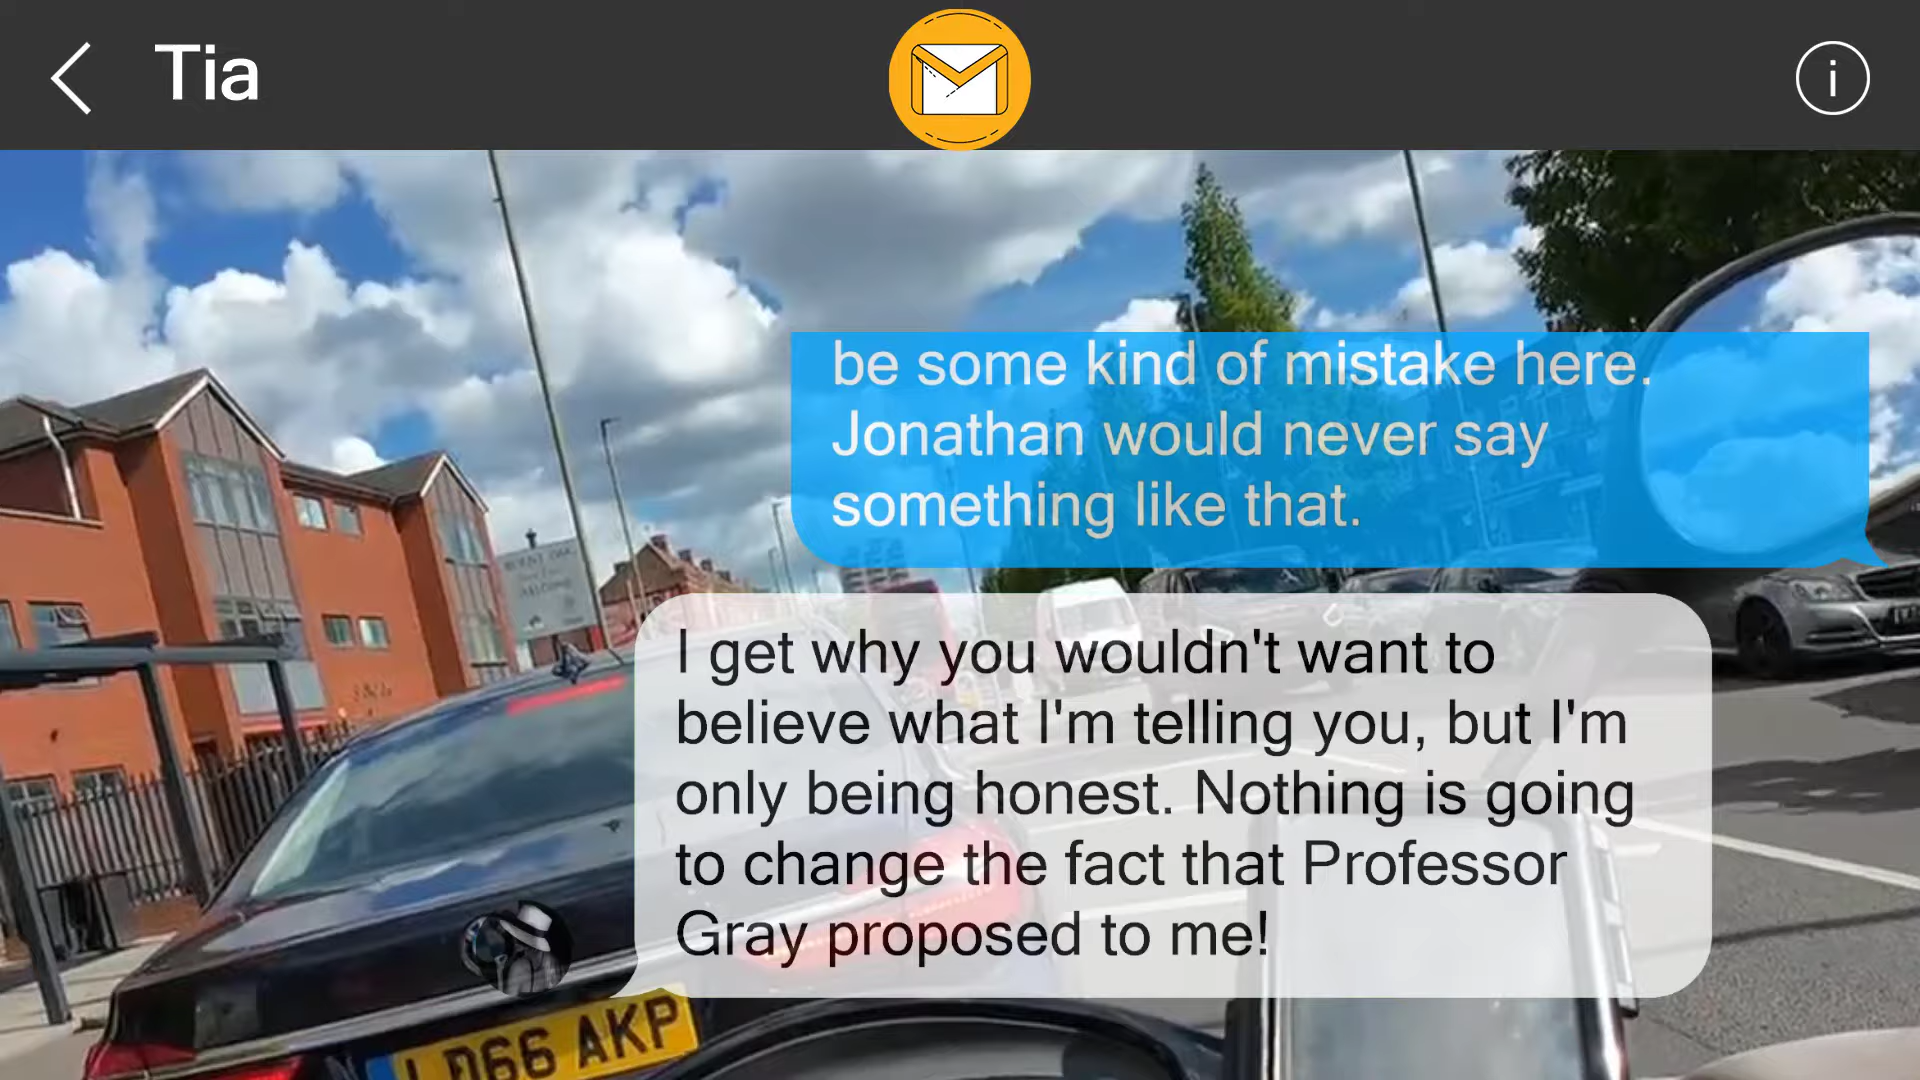 Tia
be some kind of mistake here.
Jonathan would never say
something like that.
I get why you wouldn't want to
believe what I'm telling you, but I'm
only being honest. Nothing is going
to change the fact that Professor
Gray proposed to me!
LD66 AKP